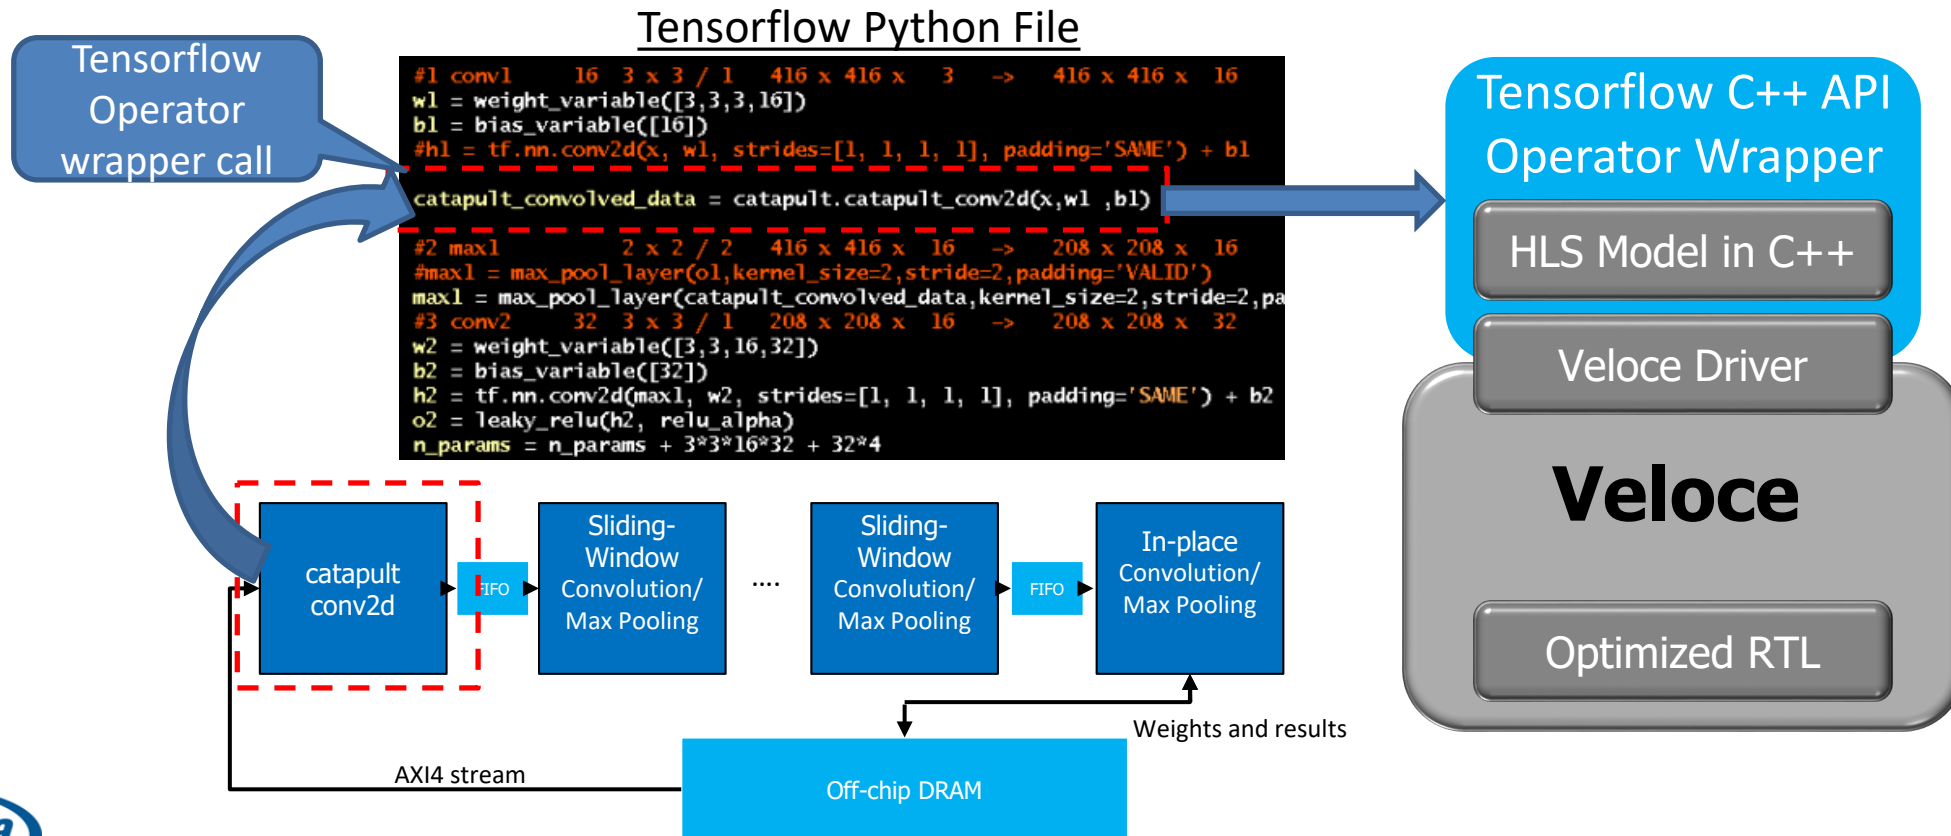 Tensorflow Python File
Tensorflow
Operator
wrapper call
#1 conv1     16  3 x 3 / 1   416 x 416 x   3   ->   416 x 416 x  16
w1 = weight_variable([3,3,3,16])
b1 = bias_variable([16])
#h1 = tf.nn.conv2d(x, w1, strides=[1, 1, 1, 1], padding='SAME') + b1
catapult_convolved_data = catapult.catapult_conv2d(x,w1 ,b1)
#2 max1          2 x 2 / 2   416 x 416 x  16   ->   208 x 208 x  16
#max1 = max_pool_layer(o1,kernel_size=2,stride=2,padding='VALID')
max1 = max_pool_layer(catapult_convolved_data,kernel_size=2,stride=2,pa
#3 conv2     32  3 x 3 / 1   208 x 208 x  16   ->   208 x 208 x  32
w2 = weight_variable([3,3,16,32])
b2 = bias_variable([32])
h2 = tf.nn.conv2d(max1, w2, strides=[1, 1, 1, 1], padding='SAME') + b2
o2 = leaky_relu(h2, relu_alpha)
n_params = n_params + 3*3*16*32 + 32*4
Tensorflow C++ API
Operator Wrapper
HLS Model in C++
Veloce Driver
Veloce
Optimized RTL
catapult
conv2d
FIFO
Sliding-
Window
Convolution/
Max Pooling
....
Sliding-
Window
Convolution/
Max Pooling
FIFO
In-place
Convolution/
Max Pooling
Weights and results
AXI4 stream
Off-chip DRAM